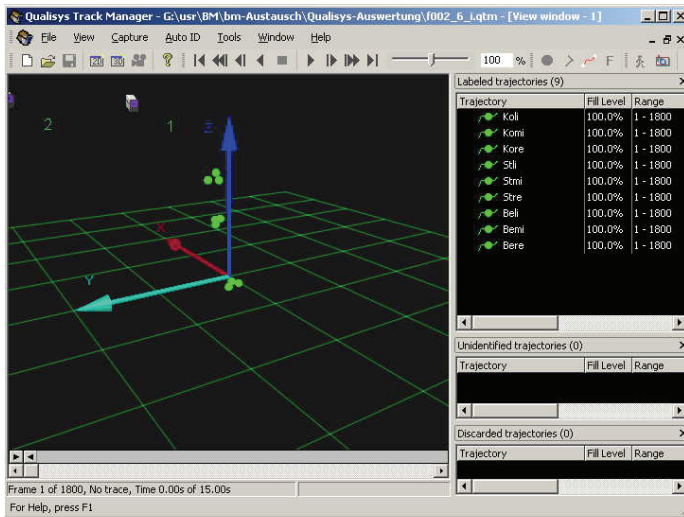 Qualisys Track Manager - G:\usr\BM\bm-Austausch\Qualisys-Auswertung\f002_6_i.qtm - [View window - 1]
File View Capture Auto ID Tools Window Help
100 %
F
Labeled trajectories (9)
Trajectory Fill Level Range
Koli 100.0% 1 - 1800
Komi 100.0% 1 - 1800
Kore 100.0% 1 - 1800
Stli 100.0% 1 - 1800
Stmi 100.0% 1 - 1800
Stre 100.0% 1 - 1800
Beli 100.0% 1 - 1800
Bemi 100.0% 1 - 1800
Bere 100.0% 1 - 1800
2 1 Z
X
Y
Unidentified trajectories (0)
Trajectory Fill Level Range
Discarded trajectories (0)
Trajectory Fill Level Range
Frame 1 of 1800, No trace, Time 0.00s of 15.00s
For Help, press F1